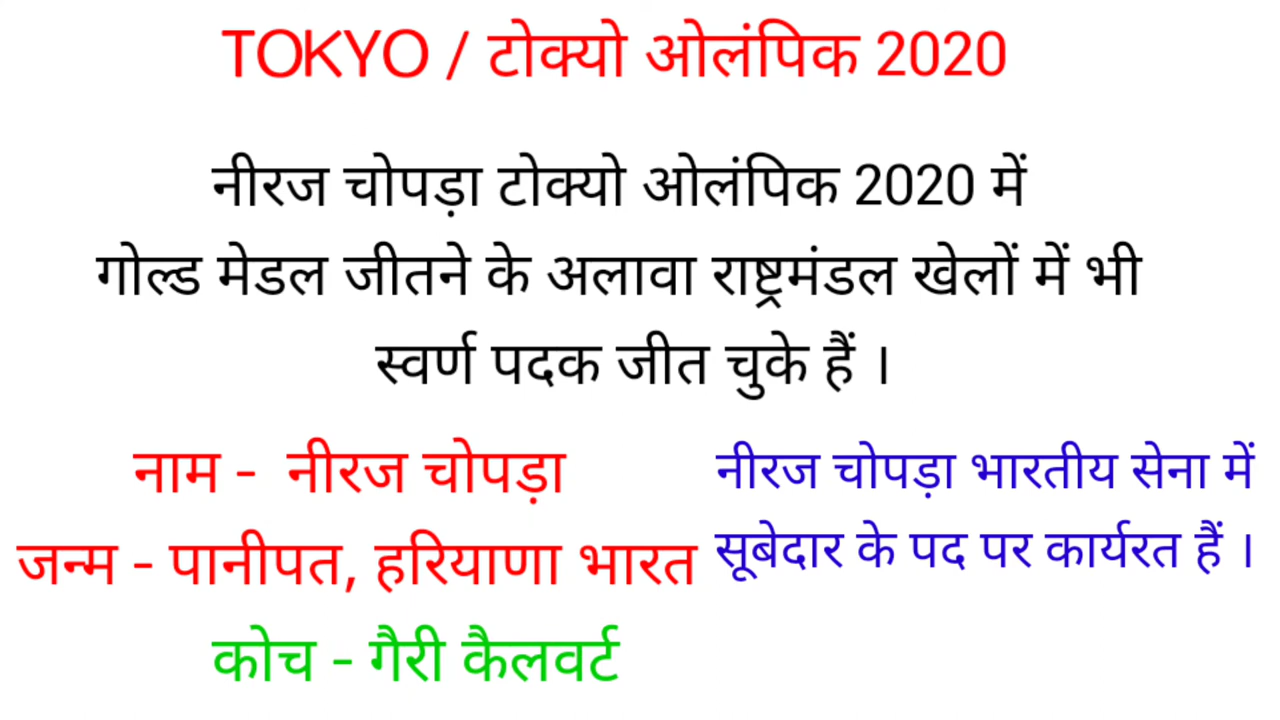 TOKYO / टोक्यो ओलंपिक 2020
नीरज चोपड़ा टोक्यो ओलंपिक 2020 में
गोल्ड मेडल जीतने के अलावा राष्ट्रमंडल खेलों में भी
स्वर्ण पदक जीत चुके हैं ।
नाम - नीरज चोपड़ा
जन्म - पानीपत, हरियाणा भारत
कोच - गैरी कैलवर्ट
नीरज चोपड़ा भारतीय सेना में
सूबेदार के पद पर कार्यरत हैं ।